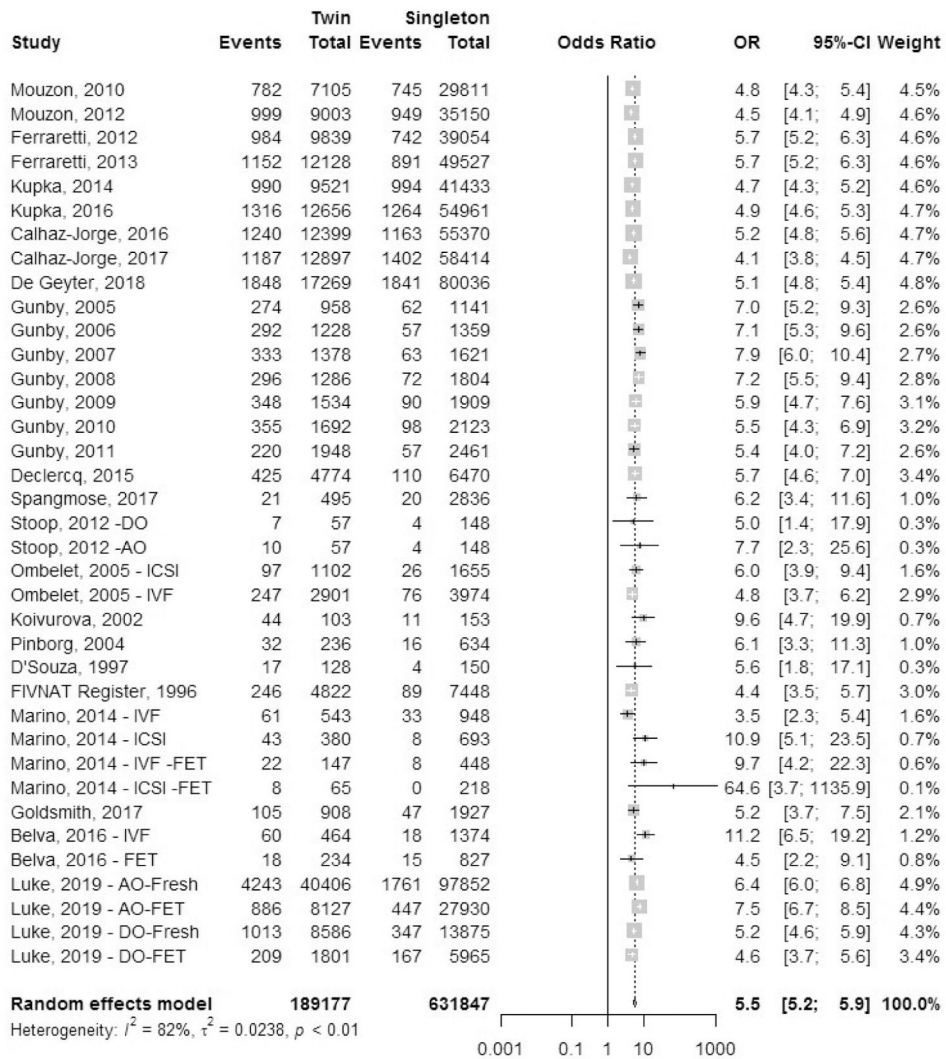 Twin Singleton
Study Events Total Events Total Odds Ratio OR 95%-CI Weight
Mouzon, 2010 782 7105 745 29811 4.8 [4.3; 5.4] 4.5%
Mouzon, 2012 999 9003 949 35150 4.5 [4.1; 4.9] 4.6%
Ferraretti, 2012 984 9839 742 39054 5.7 [5.2; 6.3] 4.6%
Ferraretti, 2013 1152 12128 891 49527 5.7 [5.2; 6.3] 4.6%
Kupka, 2014 990 9521 994 41433 4.7 [4.3; 5.2] 4.6%
Kupka, 2016 1316 12656 1264 54961 4.9 [4.6; 5.3] 4.7%
Calhaz-Jorge, 2016 1240 12399 1163 55370 5.2 [4.8; 5.6] 4.7%
Calhaz-Jorge, 2017 1187 12897 1402 58414 4.1 [3.8; 4.5] 4.7%
De Geyter, 2018 1848 17269 1841 80036 5.1 [4.8; 5.4] 4.8%
Gunby, 2005 274 958 62 1141 7.0 [5.2; 9.3] 2.6%
Gunby, 2006 292 1228 57 1359 7.1 [5.3; 9.6] 2.6%
Gunby, 2007 333 1378 63 1621 7.9 [6.0; 10.4] 2.7%
Gunby, 2008 296 1286 72 1804 7.2 [5.5; 9.4] 2.8%
Gunby, 2009 348 1534 90 1909 5.9 [4.7; 7.6] 3.1%
Gunby, 2010 355 1692 98 2123 5.5 [4.3; 6.9] 3.2%
Gunby, 2011 220 1948 57 2461 5.4 [4.0; 7.2] 2.6%
Declercq, 2015 425 4774 110 6470 5.7 [4.6; 7.0] 3.4%
Spangmose, 2017 21 495 20 2836 6.2 [3.4; 11.6] 1.0%
Stoop, 2012 -DO 7 57 4 148 5.0 [1.4; 17.9] 0.3%
Stoop, 2012 -AO 10 57 4 148 7.7 [2.3; 25.6] 0.3%
Ombelet, 2005 - ICSI 97 1102 26 1655 6.0 [3.9; 9.4] 1.6%
Ombelet, 2005 - IVF 247 2901 76 3974 4.8 [3.7; 6.2] 2.9%
Koivurova, 2002 44 103 11 153 9.6 [4.7; 19.9] 0.7%
Pinborg, 2004 32 236 16 634 6.1 [3.3; 11.3] 1.0%
D'Souza, 1997 17 128 4 150 5.6 [1.8; 17.1] 0.3%
FIVNAT Register, 1996 246 4822 89 7448 4.4 [3.5; 5.7] 3.0%
Marino, 2014 - IVF 61 543 33 948 3.5 [2.3; 5.4] 1.6%
Marino, 2014 - ICSI 43 380 8 693 10.9 [5.1; 23.5] 0.7%
Marino, 2014 - IVF -FET 22 147 8 448 9.7 [4.2; 22.3] 0.6%
Marino, 2014 - ICSI -FET 8 65 0 218 64.6 [3.7; 1135.9] 0.1%
Goldsmith, 2017 105 908 47 1927 5.2 [3.7; 7.5] 2.1%
Belva, 2016 - IVF 60 464 18 1374 11.2 [6.5; 19.2] 1.2%
Belva, 2016 - FET 18 234 15 827 4.5 [2.2; 9.1] 0.8%
Luke, 2019 - AO-Fresh 4243 40406 1761 97852 6.4 [6.0; 6.8] 4.9%
Luke, 2019 - AO-FET 886 8127 447 27930 7.5 [6.7; 8.5] 4.4%
Luke, 2019 - DO-Fresh 1013 8586 347 13875 5.2 [4.6; 5.9] 4.3%
Luke, 2019 - DO-FET 209 1801 167 5965 4.6 [3.7; 5.6] 3.4%
Random effects model 189177 631847 5.5 [5.2; 5.9] 100.0%
Heterogeneity: I² = 82%, τ² = 0.0238, p < 0.01
0.001 0.1 1 10 1000